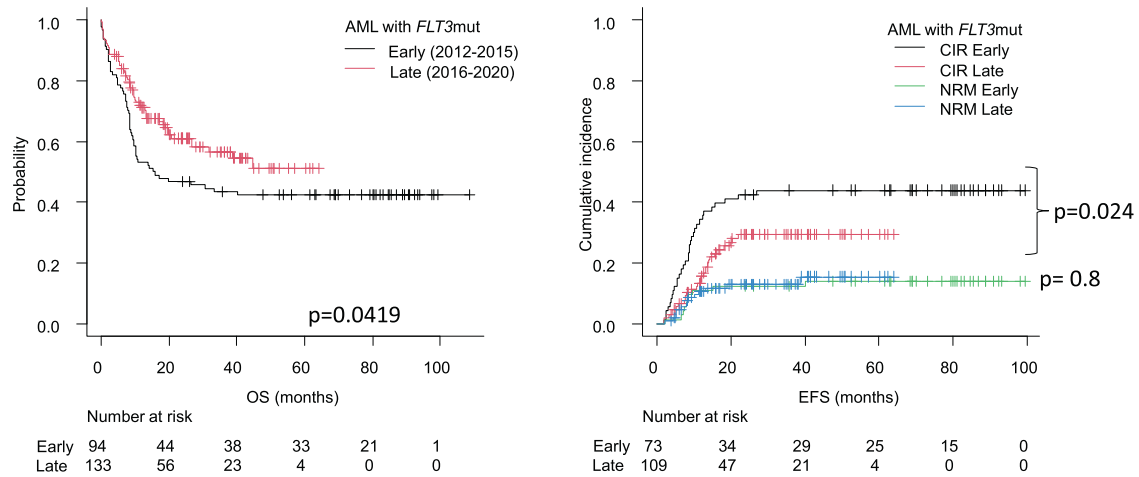 AML with FLT3mut
Early (2012-2015)
Late (2016-2020)
1.0
0.8
0.6
0.4
0.2
0.0
Probability
p=0.0419
0 20 40 60 80 100
OS (months)
Number at risk
Early 94 44 38 33 21 1
Late 133 56 23 4 0 0
AML with FLT3mut
CIR Early
CIR Late
NRM Early
NRM Late
1.0
0.8
0.6
0.4
0.2
0.0
Cumulative incidence
p=0.024
p= 0.8
0 20 40 60 80 100
EFS (months)
Number at risk
Early 73 34 29 25 15 0
Late 109 47 21 4 0 0